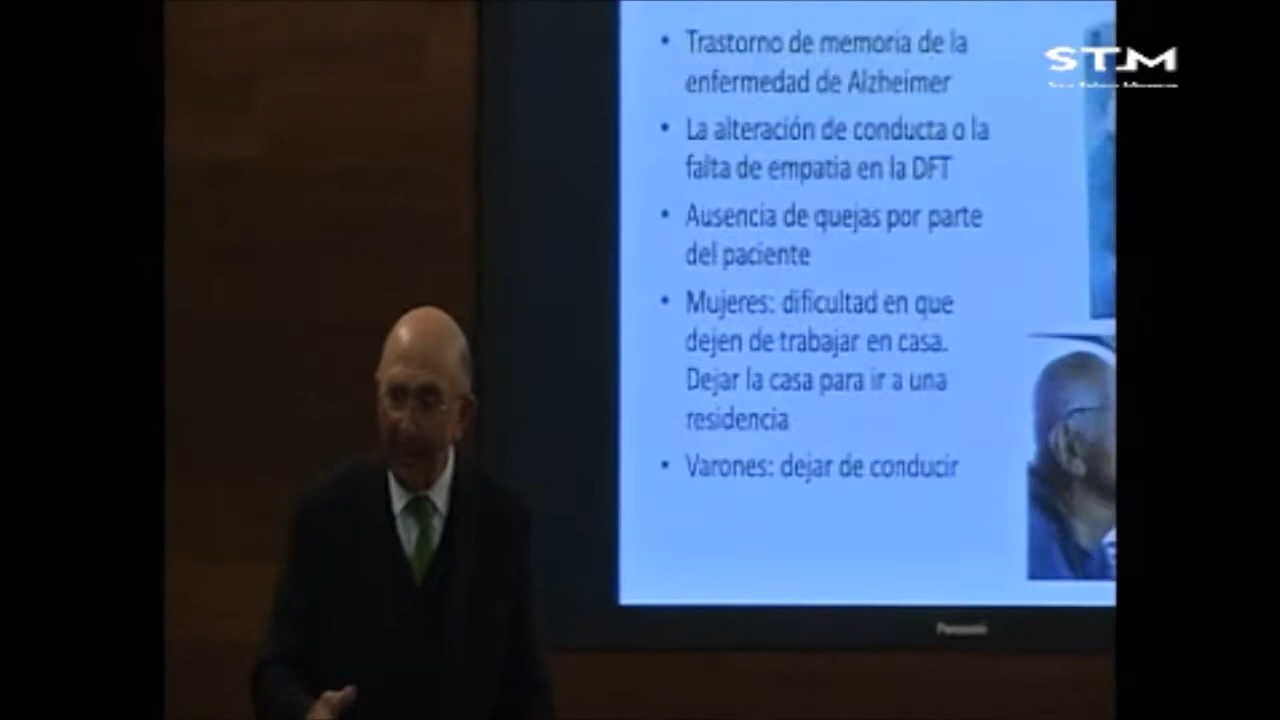 • Trastorno de memoria de la
enfermedad de Alzheimer
• La alteración de conducta o la
falta de empatia en la DFT
• Ausencia de quejas por parte
del paciente
• Mujeres: dificultad en que
dejen de trabajar en casa.
Dejar la casa para ir a una
residencia
• Varones: dejar de conducir
STM
Panasonic